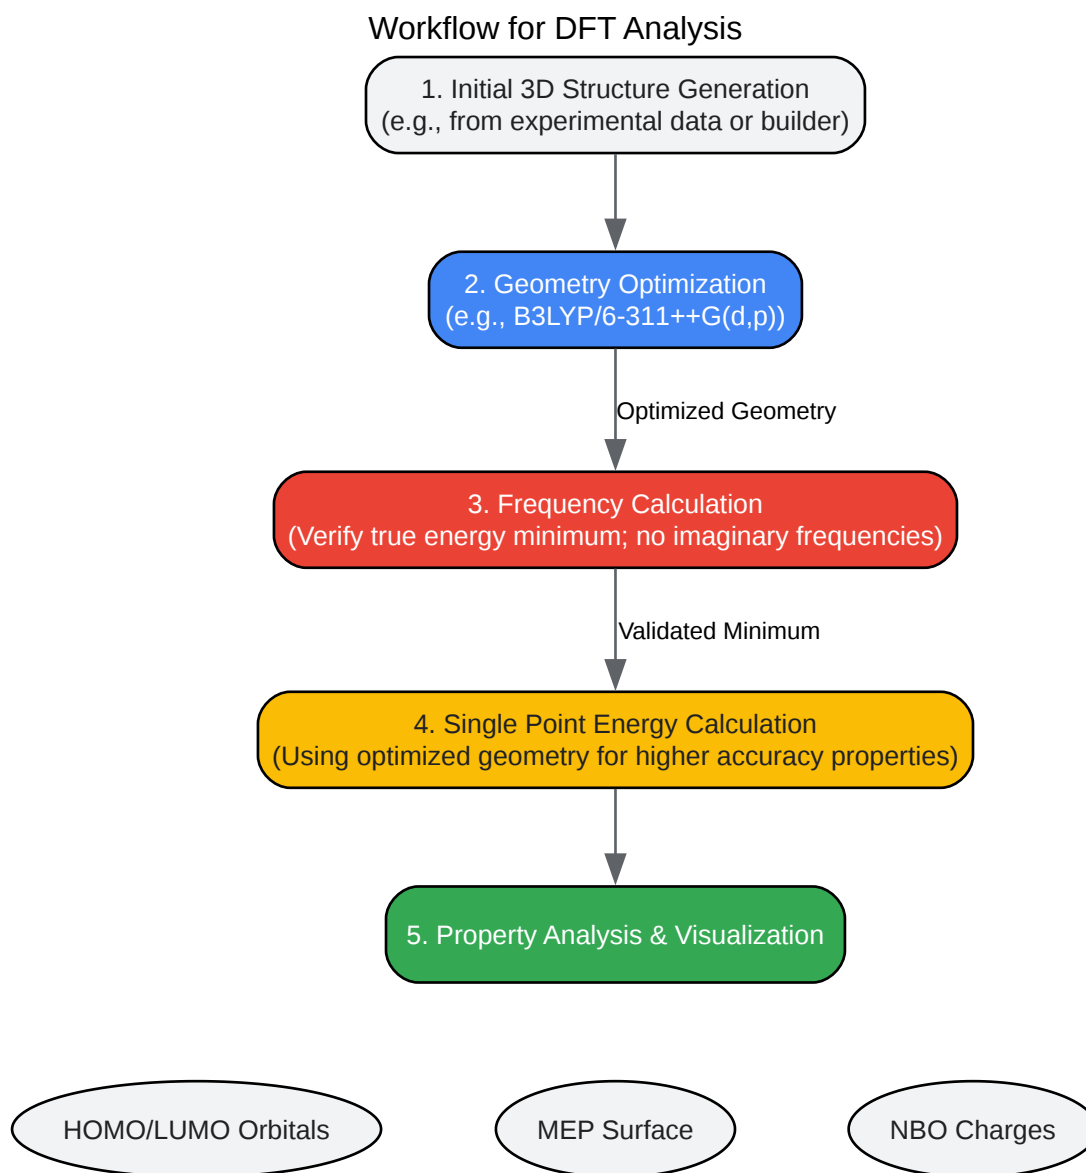 Workflow for DFT Analysis
1. Initial 3D Structure Generation
(e.g., from experimental data or builder)
2. Geometry Optimization
(e.g., B3LYP/6-311++G(d,p))
Optimized Geometry
3. Frequency Calculation
(Verify true energy minimum; no imaginary frequencies)
Validated Minimum
4. Single Point Energy Calculation
(Using optimized geometry for higher accuracy properties)
5. Property Analysis & Visualization
HOMO/LUMO Orbitals
MEP Surface
NBO Charges